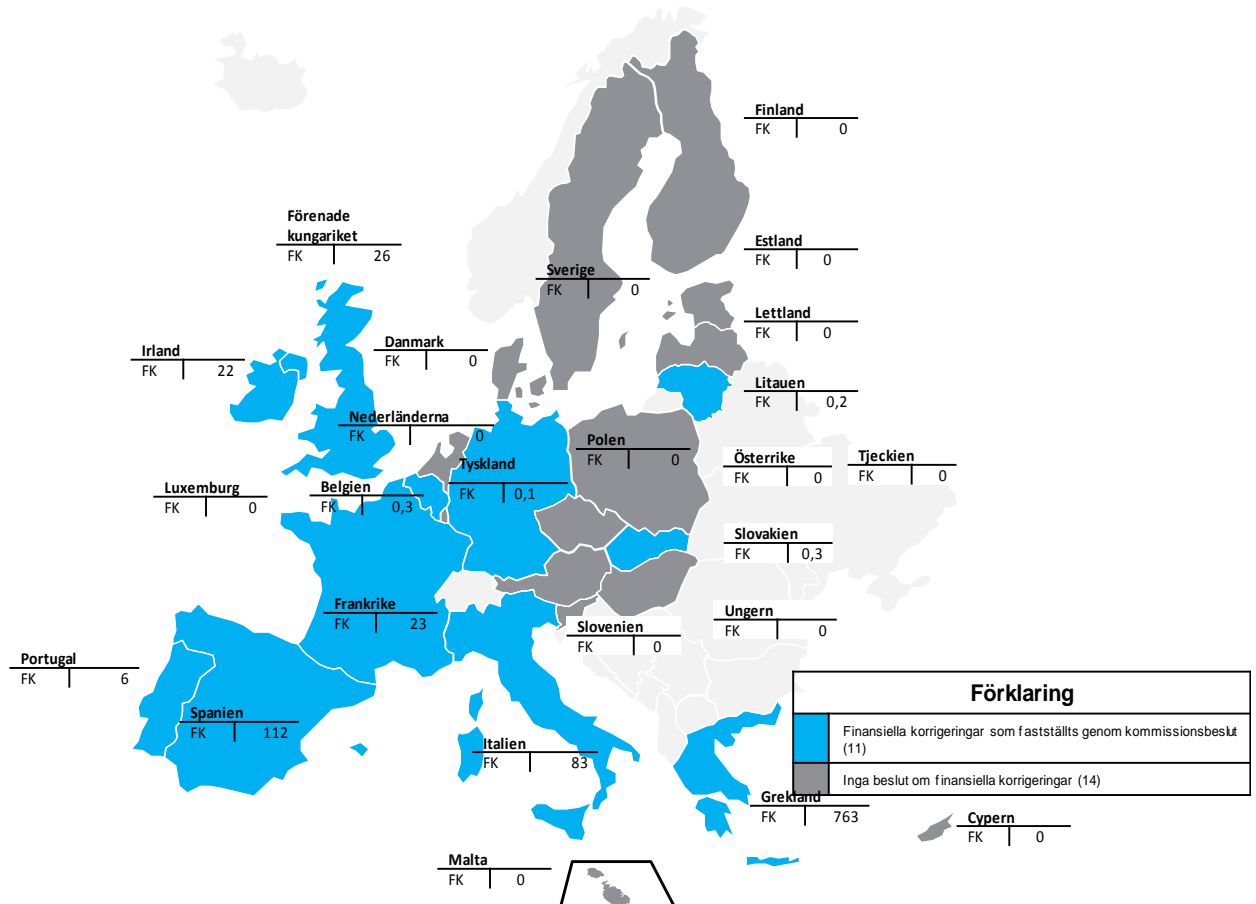 Finland
FK 0
Förenade
kungariket
FK 26
Estland
FK 0
Sverige
FK 0
Lettland
FK 0
Danmark
FK 0
Irland
FK 22
Litauen
FK 0,2
Nederländerna
FK 0
Polen
FK 0
Österrike
FK 0
Tjeckien
FK 0
Tyskland
FK 0,1
Luxemburg
FK 0
Belgien
FK 0,3
Slovakien
FK 0,3
Frankrike
FK 23
Ungern
FK 0
Slovenien
FK 0
Portugal
FK 6
Spanien
FK 112
Italien
FK 83
Förklaring
Finansiella korrigeringar som fastställts genom kommissionsbeslut
(11)
Inga beslut om finansiella korrigeringar (14)
Grekland
FK 763
Cypern
FK 0
Malta
FK 0